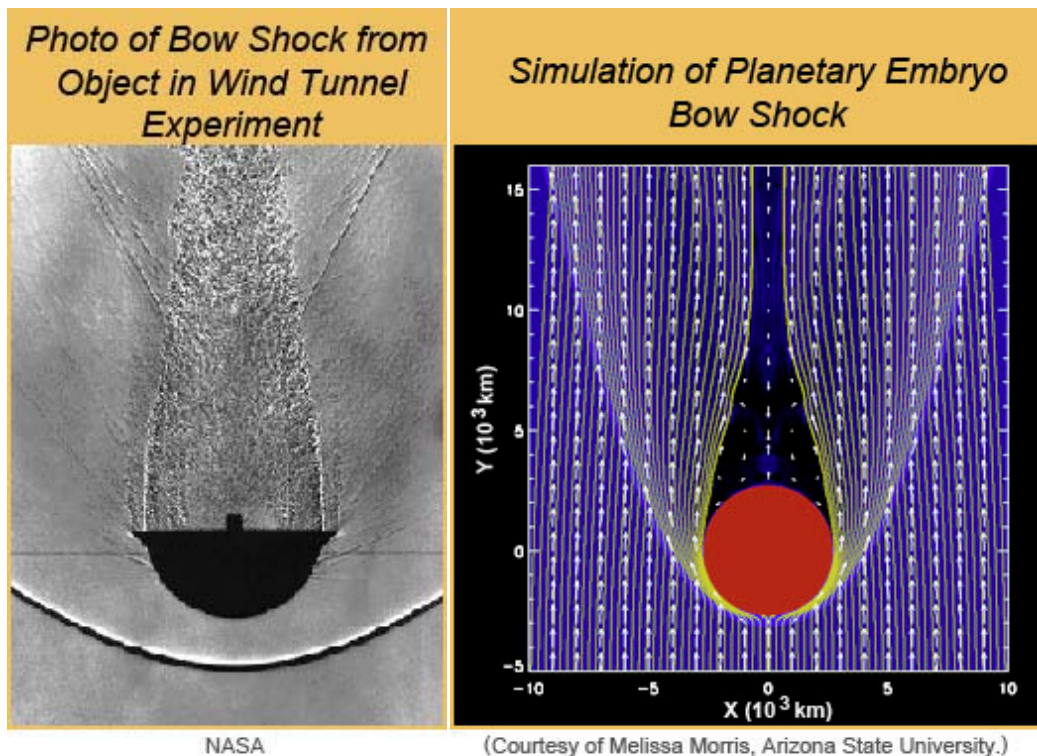 Photo of Bow Shock from
Object in Wind Tunnel
Experiment
Simulation of Planetary Embryo
Bow Shock
15
10
5
0
-5
Y (10³ km)
-10
-5
0
5
10
X (10³ km)
NASA
(Courtesy of Melissa Morris, Arizona State University.)